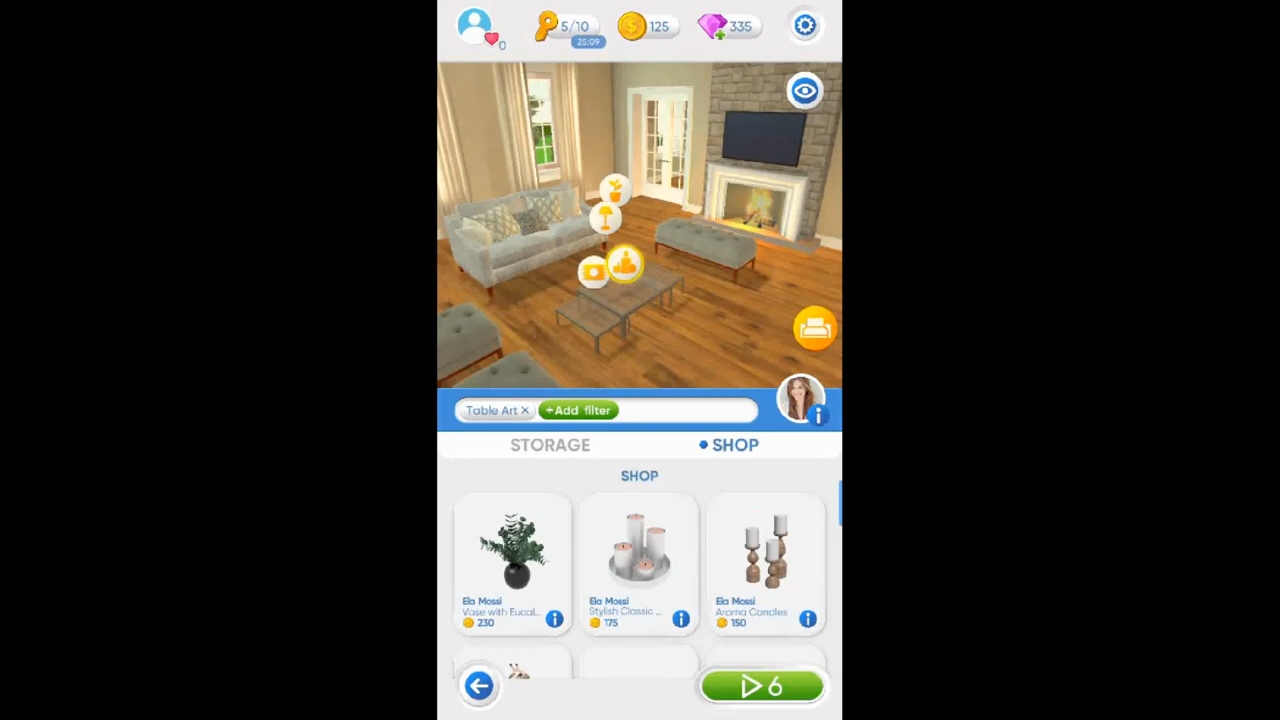 0
5/10
25:09
125
335
Table Art ×
+Add filter
STORAGE
SHOP
SHOP
Ela Mossi
Vase with Eucal...
230
Ela Mossi
Stylish Classic ...
175
Ela Mossi
Aroma Candles
150
6